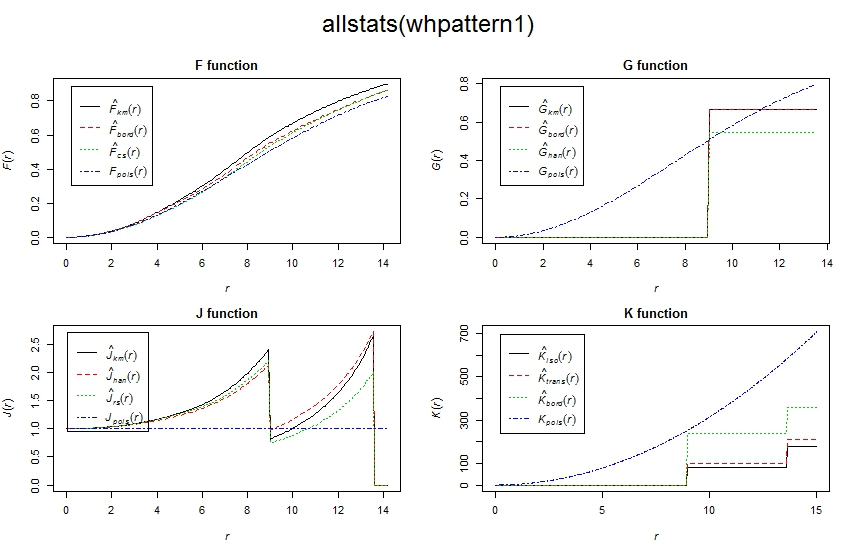 allstats(whpattern1)
F function
F̂km(r)
F̂bord(r)
F̂cs(r)
Fpois(r)
F(r)
0.0 0.2 0.4 0.6 0.8
0 2 4 6 8 10 12 14
r
G function
Ĝkm(r)
Ĝbord(r)
Ĝhan(r)
Gpois(r)
G(r)
0.0 0.2 0.4 0.6 0.8
0 2 4 6 8 10 12 14
r
J function
Ĵkm(r)
Ĵhan(r)
Ĵrs(r)
Jpois(r)
J(r)
0.0 0.5 1.0 1.5 2.0 2.5
0 2 4 6 8 10 12 14
r
K function
K̂iso(r)
K̂trans(r)
K̂bord(r)
Kpois(r)
K(r)
0 100 300 500 700
0 5 10 15
r